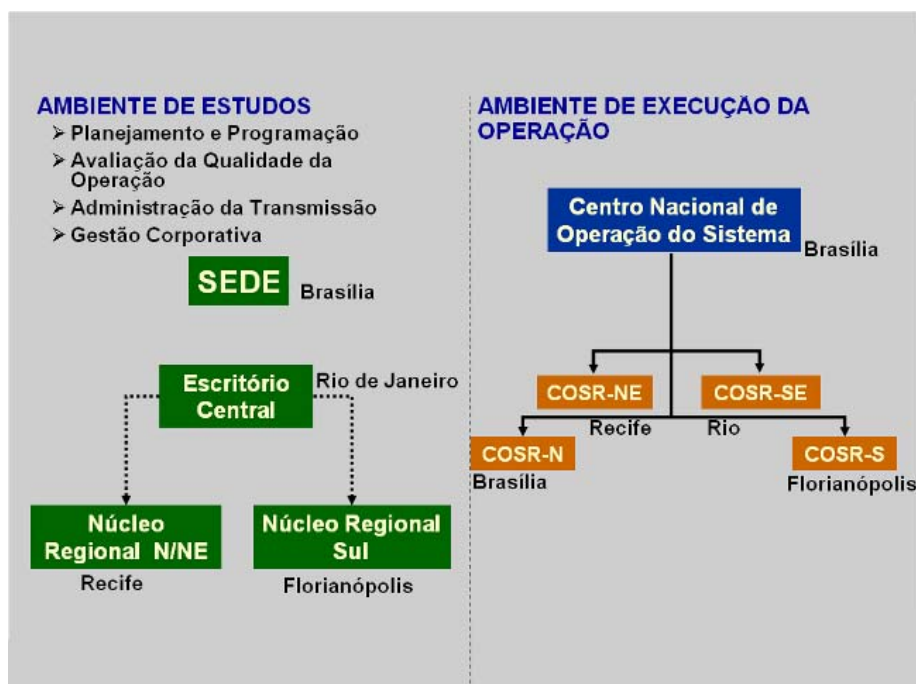 AMBIENTE DE ESTUDOS
➢ Planejamento e Programação
➢ Avaliação da Qualidade da
Operação
➢ Administração da Transmissão
➢ Gestão Corporativa
SEDE
Brasília
Escritório
Central
Rio de Janeiro
Núcleo
Regional N/NE
Recife
Núcleo Regional
Sul
Florianópolis
AMBIENTE DE EXECUÇÃO DA
OPERAÇÃO
Centro Nacional de
Operação do Sistema
Brasília
COSR-NE
Recife
COSR-SE
Rio
COSR-N
Brasília
COSR-S
Florianópolis